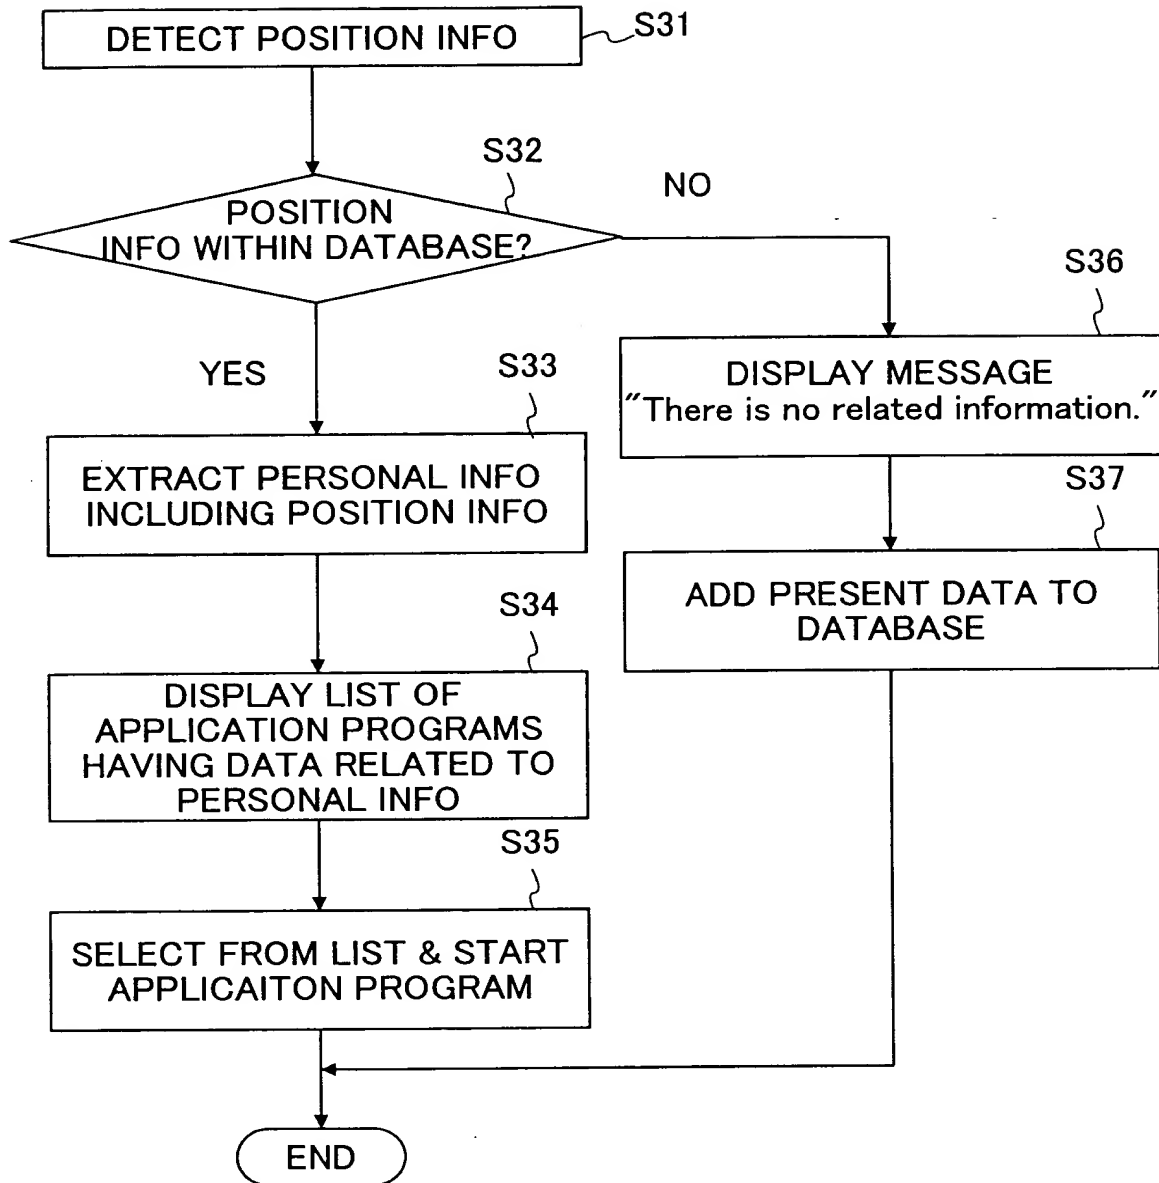 DETECT POSITION INFO
S31
S32
POSITION
INFO WITHIN DATABASE?
NO
YES
S33
EXTRACT PERSONAL INFO
INCLUDING POSITION INFO
S34
DISPLAY LIST OF
APPLICATION PROGRAMS
HAVING DATA RELATED TO
PERSONAL INFO
S35
SELECT FROM LIST & START
APPLICAITON PROGRAM
S36
DISPLAY MESSAGE
"There is no related information."
S37
ADD PRESENT DATA TO
DATABASE
END